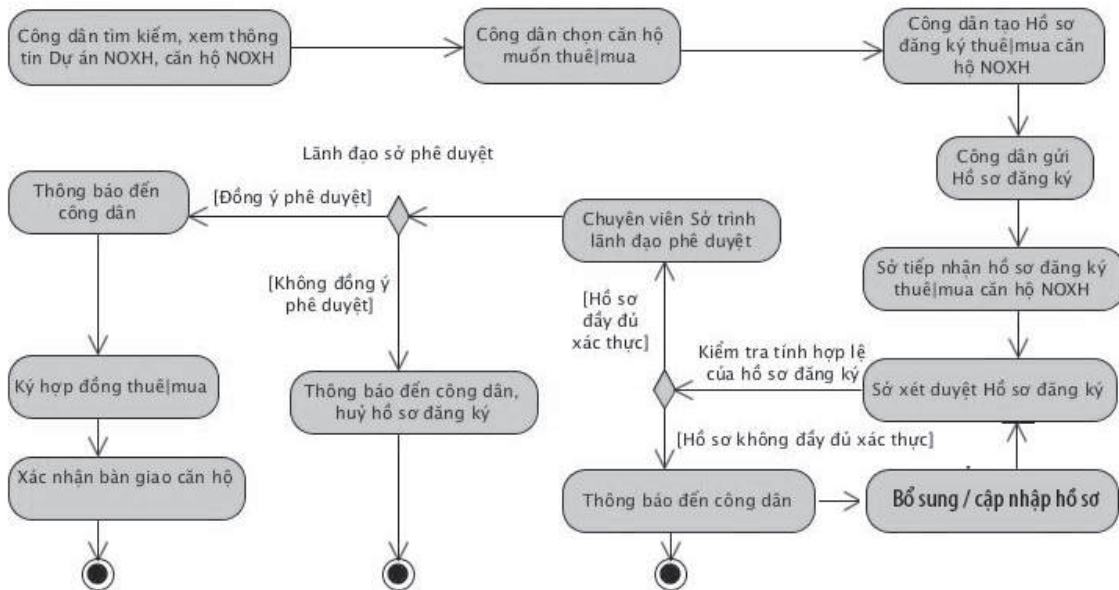 Công dân tìm kiếm, xem thông
tin Dự án NOXH, căn hộ NOXH
Công dân chọn căn hộ
muốn thuê|mua
Công dân tạo Hồ sơ
đăng ký thuê|mua căn
hộ NOXH
Công dân gửi
Hồ sơ đăng ký
Sở tiếp nhận hồ sơ đăng ký
thuê|mua căn hộ NOXH
Sở xét duyệt Hồ sơ đăng ký
Kiểm tra tính hợp lệ
của hồ sơ đăng ký
[Hồ sơ không đầy đủ xác thực]
Thông báo đến công dân
Bổ sung / cập nhập hồ sơ
[Hồ sơ
đầy đủ
xác thực]
Chuyên viên Sở trình
lãnh đạo phê duyệt
Lãnh đạo sở phê duyệt
[Đồng ý phê duyệt]
[Không đồng ý
phê duyệt]
Thông báo đến công dân,
huỷ hồ sơ đăng ký
Thông báo đến
công dân
Ký hợp đồng thuê|mua
Xác nhận bàn giao căn hộ